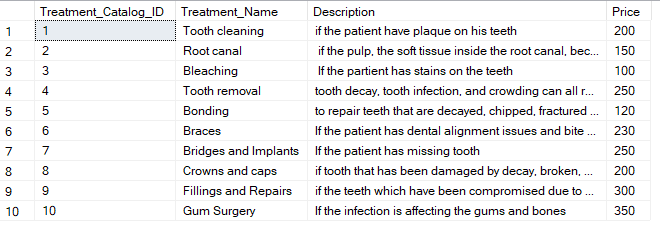 Treatment_Catalog_ID Treatment_Name Description Price
1 1 Tooth cleaning if the patient have plaque on his teeth 200
2 2 Root canal if the pulp, the soft tissue inside the root canal, bec... 150
3 3 Bleaching If the partient has stains on the teeth 100
4 4 Tooth removal tooth decay, tooth infection, and crowding can all r... 250
5 5 Bonding to repair teeth that are decayed, chipped, fractured ... 120
6 6 Braces If the patient has dental alignment issues and bite ... 230
7 7 Bridges and Implants If the patient has missing tooth 250
8 8 Crowns and caps if tooth that has been damaged by decay, broken, ... 200
9 9 Fillings and Repairs if the teeth which have been compromised due to ... 300
10 10 Gum Surgery If the infection is affecting the gums and bones 350